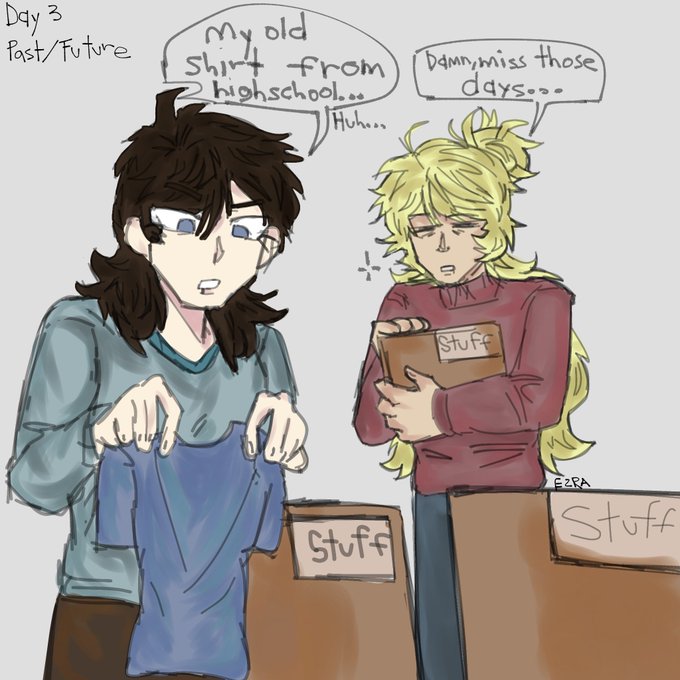 Day 3
Past/Future
My old
shirt from
highschool...
Huh...
Damn, miss those
days...
Stuff
EZRA
Stuff
Stuff